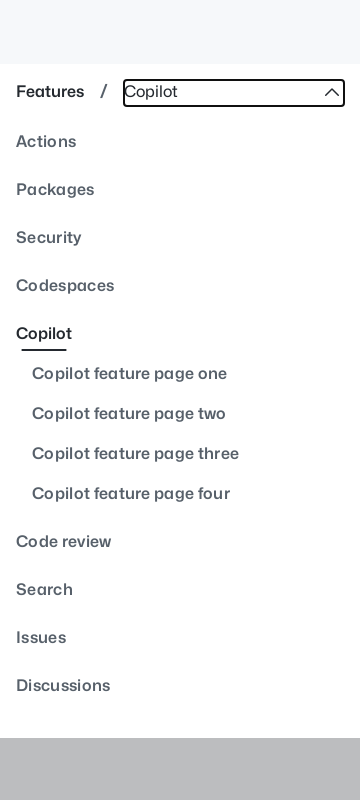 Features / Copilot
Actions
Packages
Security
Codespaces
Copilot
Copilot feature page one
Copilot feature page two
Copilot feature page three
Copilot feature page four
Code review
Search
Issues
Discussions